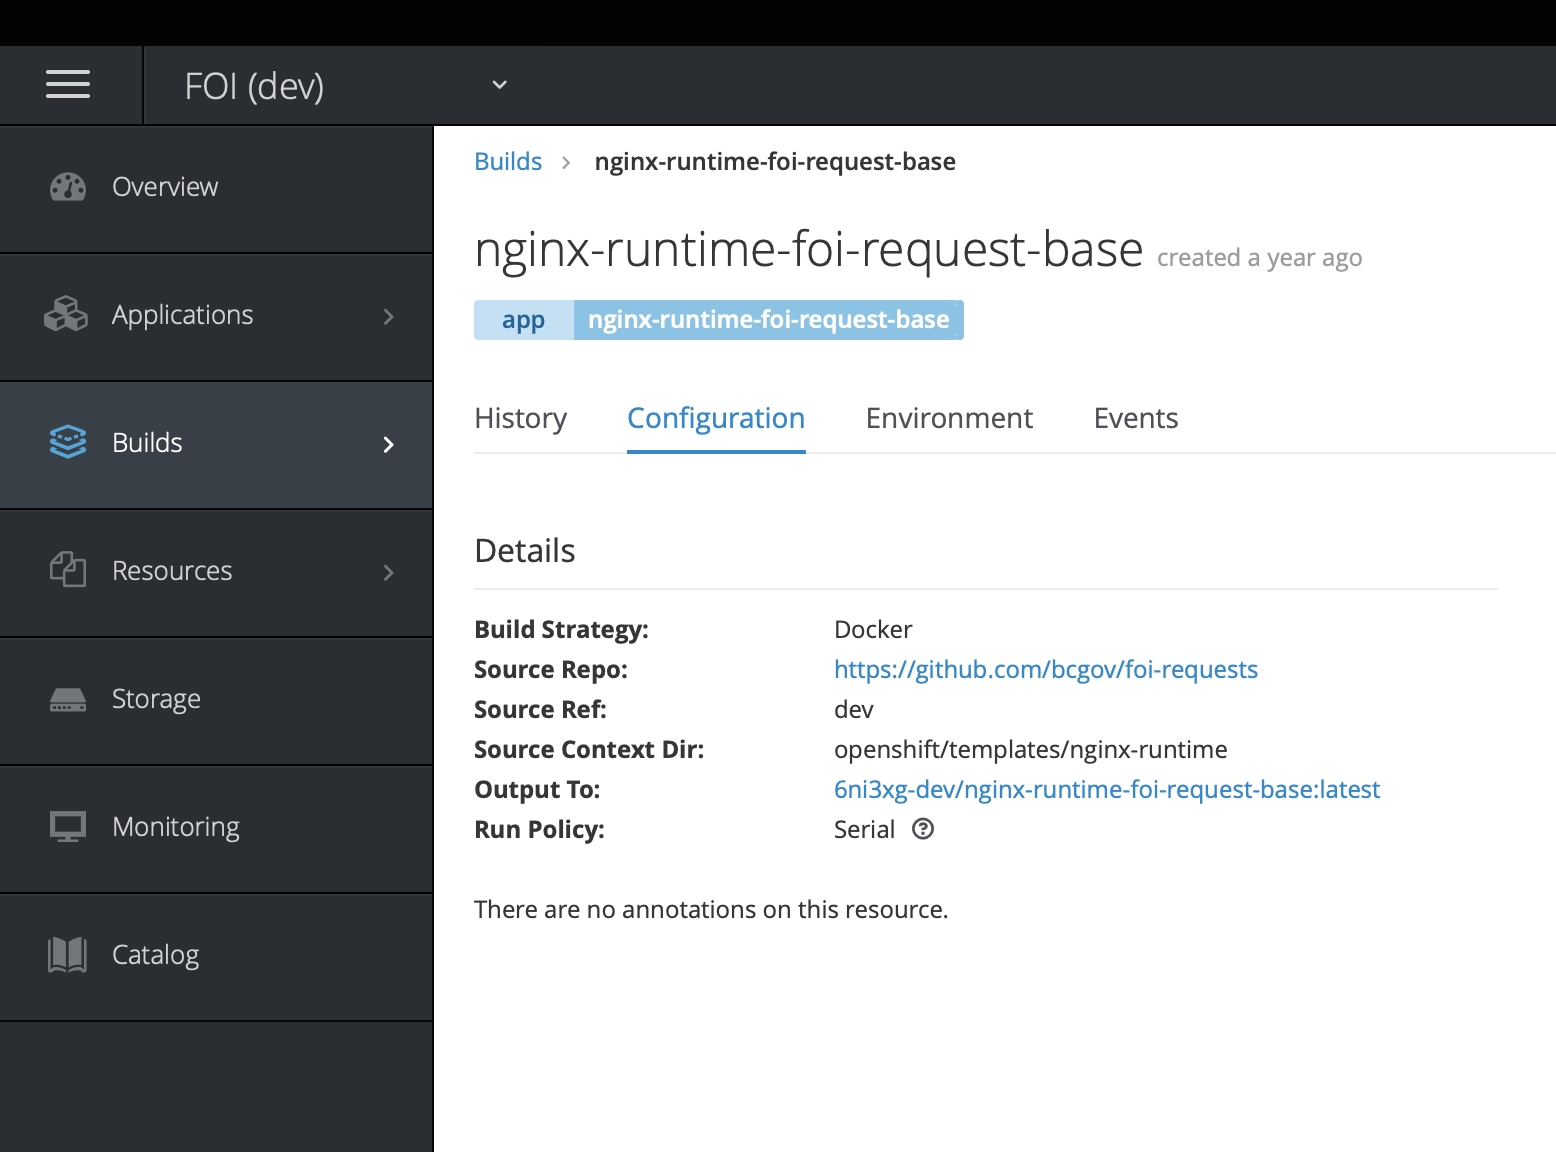 FOI (dev)
Overview
Applications
Builds
Resources
Storage
Monitoring
Catalog
Builds > nginx-runtime-foi-request-base
nginx-runtime-foi-request-base created a year ago
app nginx-runtime-foi-request-base
History Configuration Environment Events
Details
Build Strategy: Docker
Source Repo: https://github.com/bcgov/foi-requests
Source Ref: dev
Source Context Dir: openshift/templates/nginx-runtime
Output To: 6ni3xg-dev/nginx-runtime-foi-request-base:latest
Run Policy: Serial
There are no annotations on this resource.